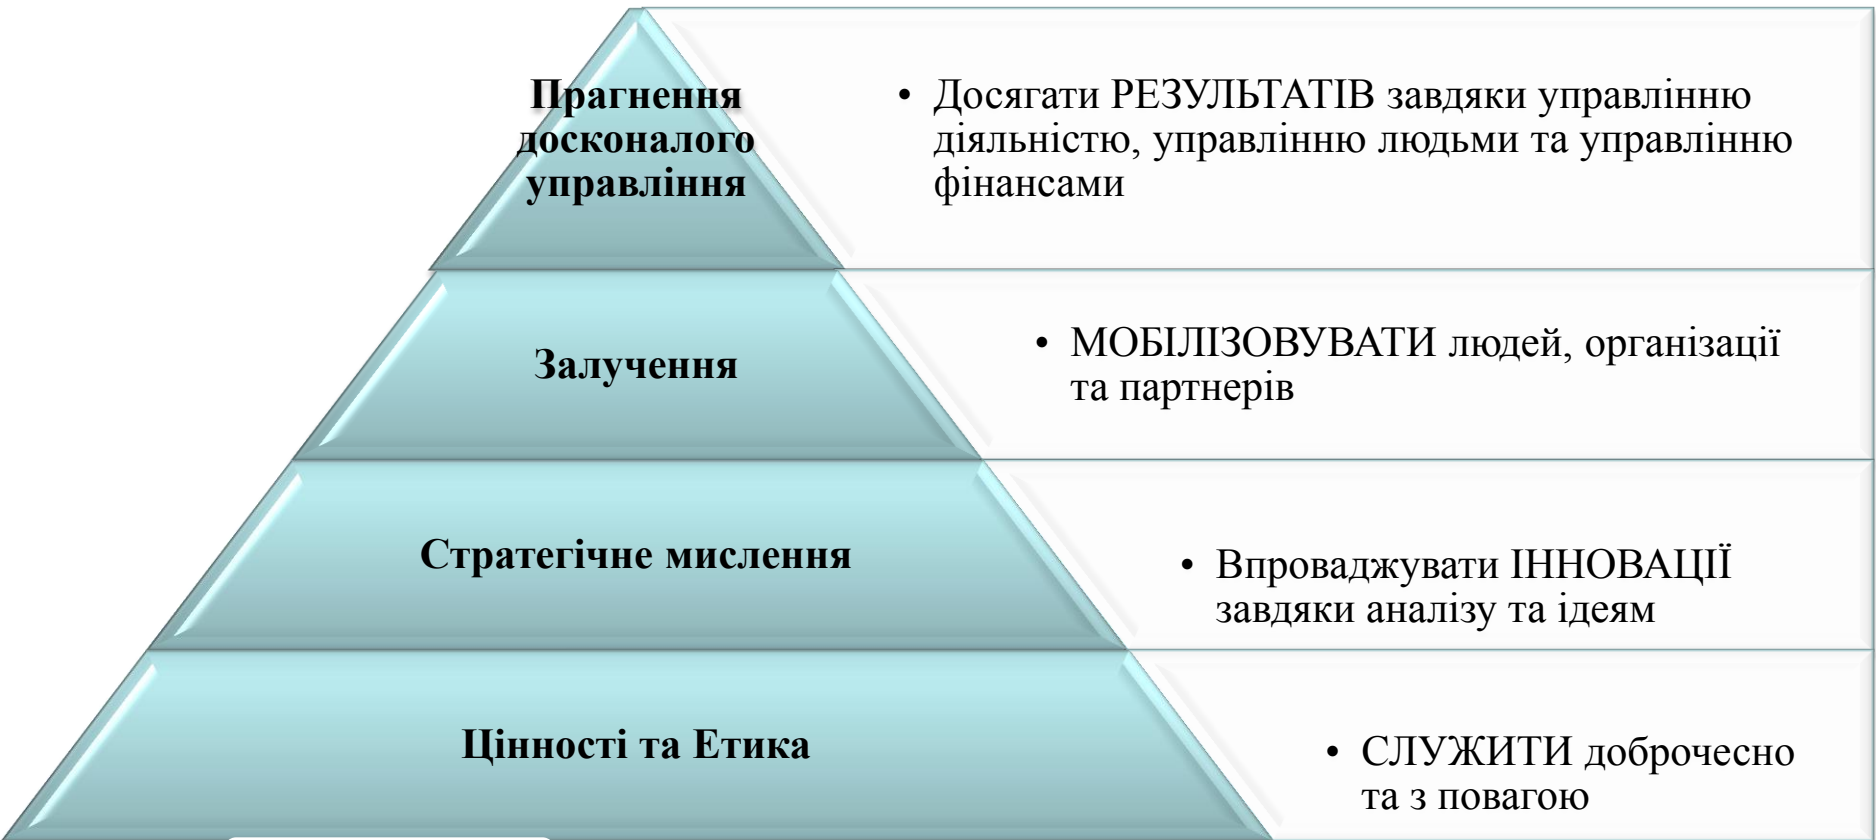 Прагнення
досконалого
управління
• Досягати РЕЗУЛЬТАТІВ завдяки управлінню
діяльністю, управлінню людьми та управлінню
фінансами
Залучення
• МОБІЛІЗОВУВАТИ людей, організації
та партнерів
Стратегічне мислення
• Впроваджувати ІННОВАЦІЇ
завдяки аналізу та ідеям
Цінності та Етика
• СЛУЖИТИ доброчесно
та з повагою